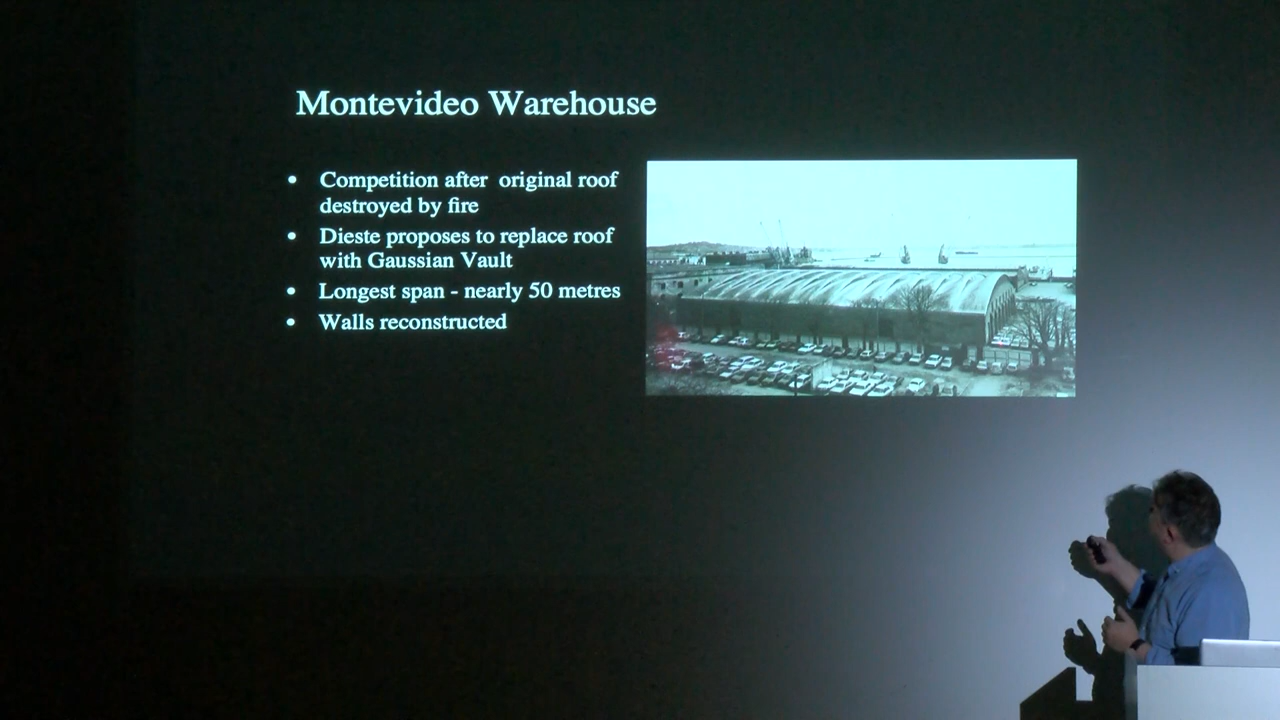 Montevideo Warehouse
• Competition after original roof
destroyed by fire
• Dieste proposes to replace roof
with Gaussian Vault
• Longest span - nearly 50 metres
• Walls reconstructed